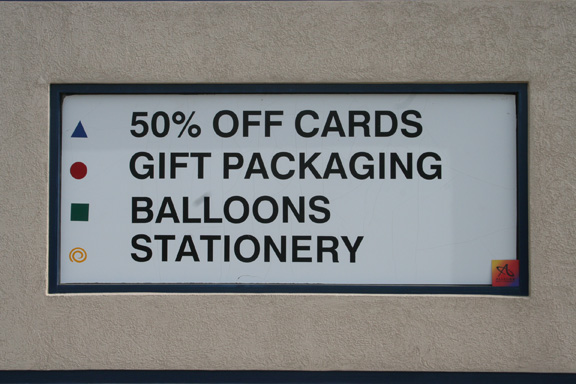 50% OFF CARDS
GIFT PACKAGING
BALLOONS
STATIONERY